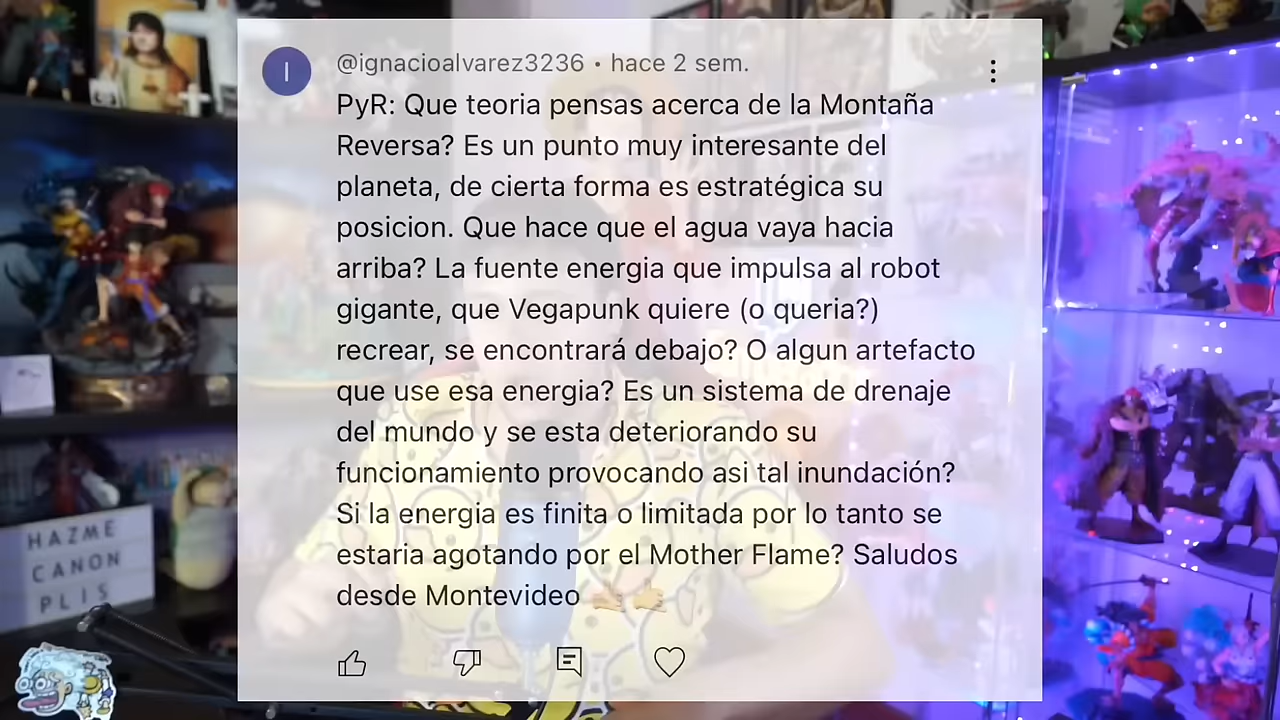 @ignacioalvarez3236 • hace 2 sem.
I
PyR: Que teoria pensas acerca de la Montaña
Reversa? Es un punto muy interesante del
planeta, de cierta forma es estratégica su
posicion. Que hace que el agua vaya hacia
arriba? La fuente energia que impulsa al robot
gigante, que Vegapunk quiere (o queria?)
recrear, se encontrará debajo? O algun artefacto
que use esa energia? Es un sistema de drenaje
del mundo y se esta deteriorando su
funcionamiento provocando asi tal inundación?
Si la energia es finita o limitada por lo tanto se
estaria agotando por el Mother Flame? Saludos
desde Montevideo
HAZME
CANON
PLIS